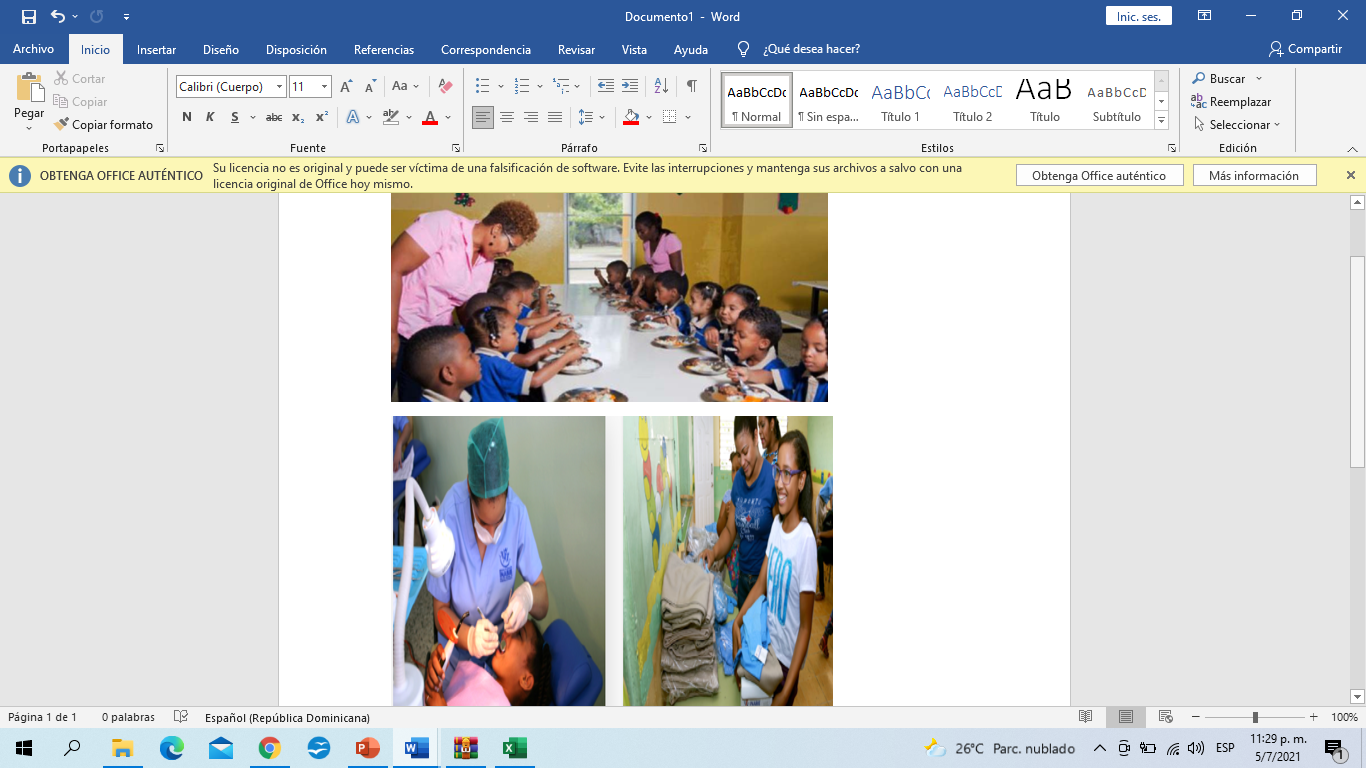 Documento1 - Word
Inic. ses.
Archivo
Inicio
Insertar
Diseño
Disposición
Referencias
Correspondencia
Revisar
Vista
Ayuda
¿Qué desea hacer?
Compartir
Pegar
Cortar
Copiar
Copiar formato
Portapapeles
Calibri (Cuerpo)
11
Aa
N K S abc x₂ x²
Fuente
Párrafo
AaBbCcDc
¶ Normal
AaBbCcDc
¶ Sin espa...
AaBbCc
Título 1
AaBbCcD
Título 2
AaB
Título
AaBbCcD
Subtítulo
Estilos
Buscar
Reemplazar
Seleccionar
Edición
OBTENGA OFFICE AUTÉNTICO
Su licencia no es original y puede ser víctima de una falsificación de software. Evite las interrupciones y mantenga sus archivos a salvo con una
licencia original de Office hoy mismo.
Obtenga Office auténtico
Más información
Página 1 de 1
0 palabras
Español (República Dominicana)
100%
26°C Parc. nublado
ESP
11:29 p. m.
5/7/2021
1